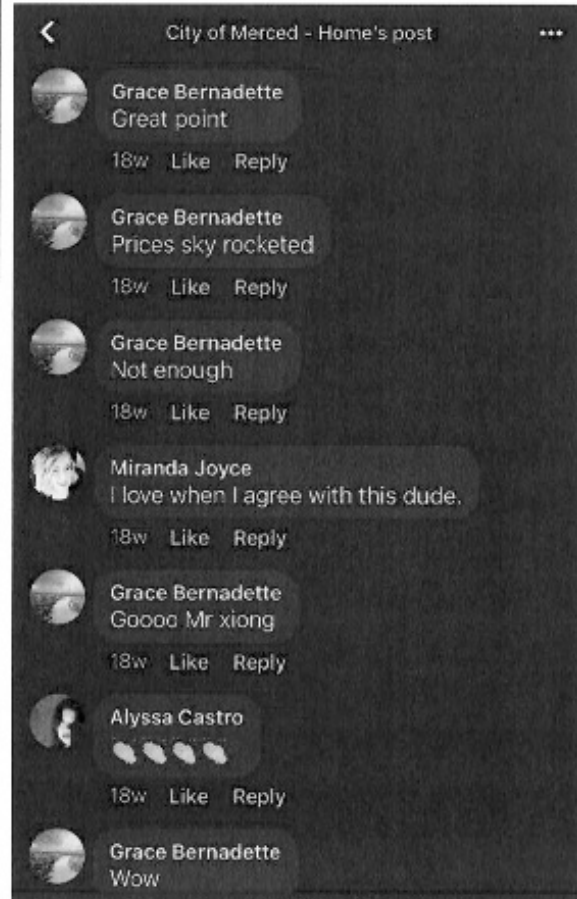 City of Merced - Home's post
Grace Bernadette
Great point
18w Like Reply
Grace Bernadette
Prices sky rocketed
18w Like Reply
Grace Bernadette
Not enough
18w Like Reply
Miranda Joyce
I love when I agree with this dude.
18w Like Reply
Grace Bernadette
Goooo Mr xiong
18w Like Reply
Alyssa Castro
18w Like Reply
Grace Bernadette
Wow